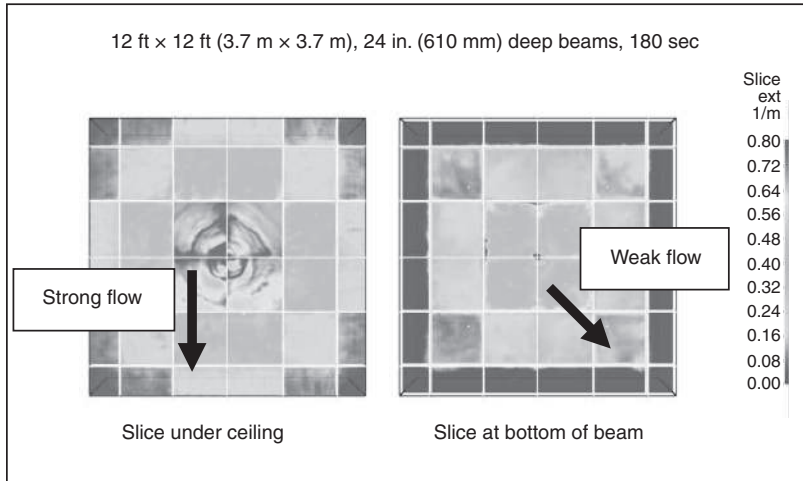 12 ft × 12 ft (3.7 m × 3.7 m), 24 in. (610 mm) deep beams, 180 sec
Slice
ext
1/m
0.80
0.72
0.64
0.56
0.48
0.40
0.32
0.24
0.16
0.08
0.00
Strong flow
Weak flow
Slice under ceiling
Slice at bottom of beam